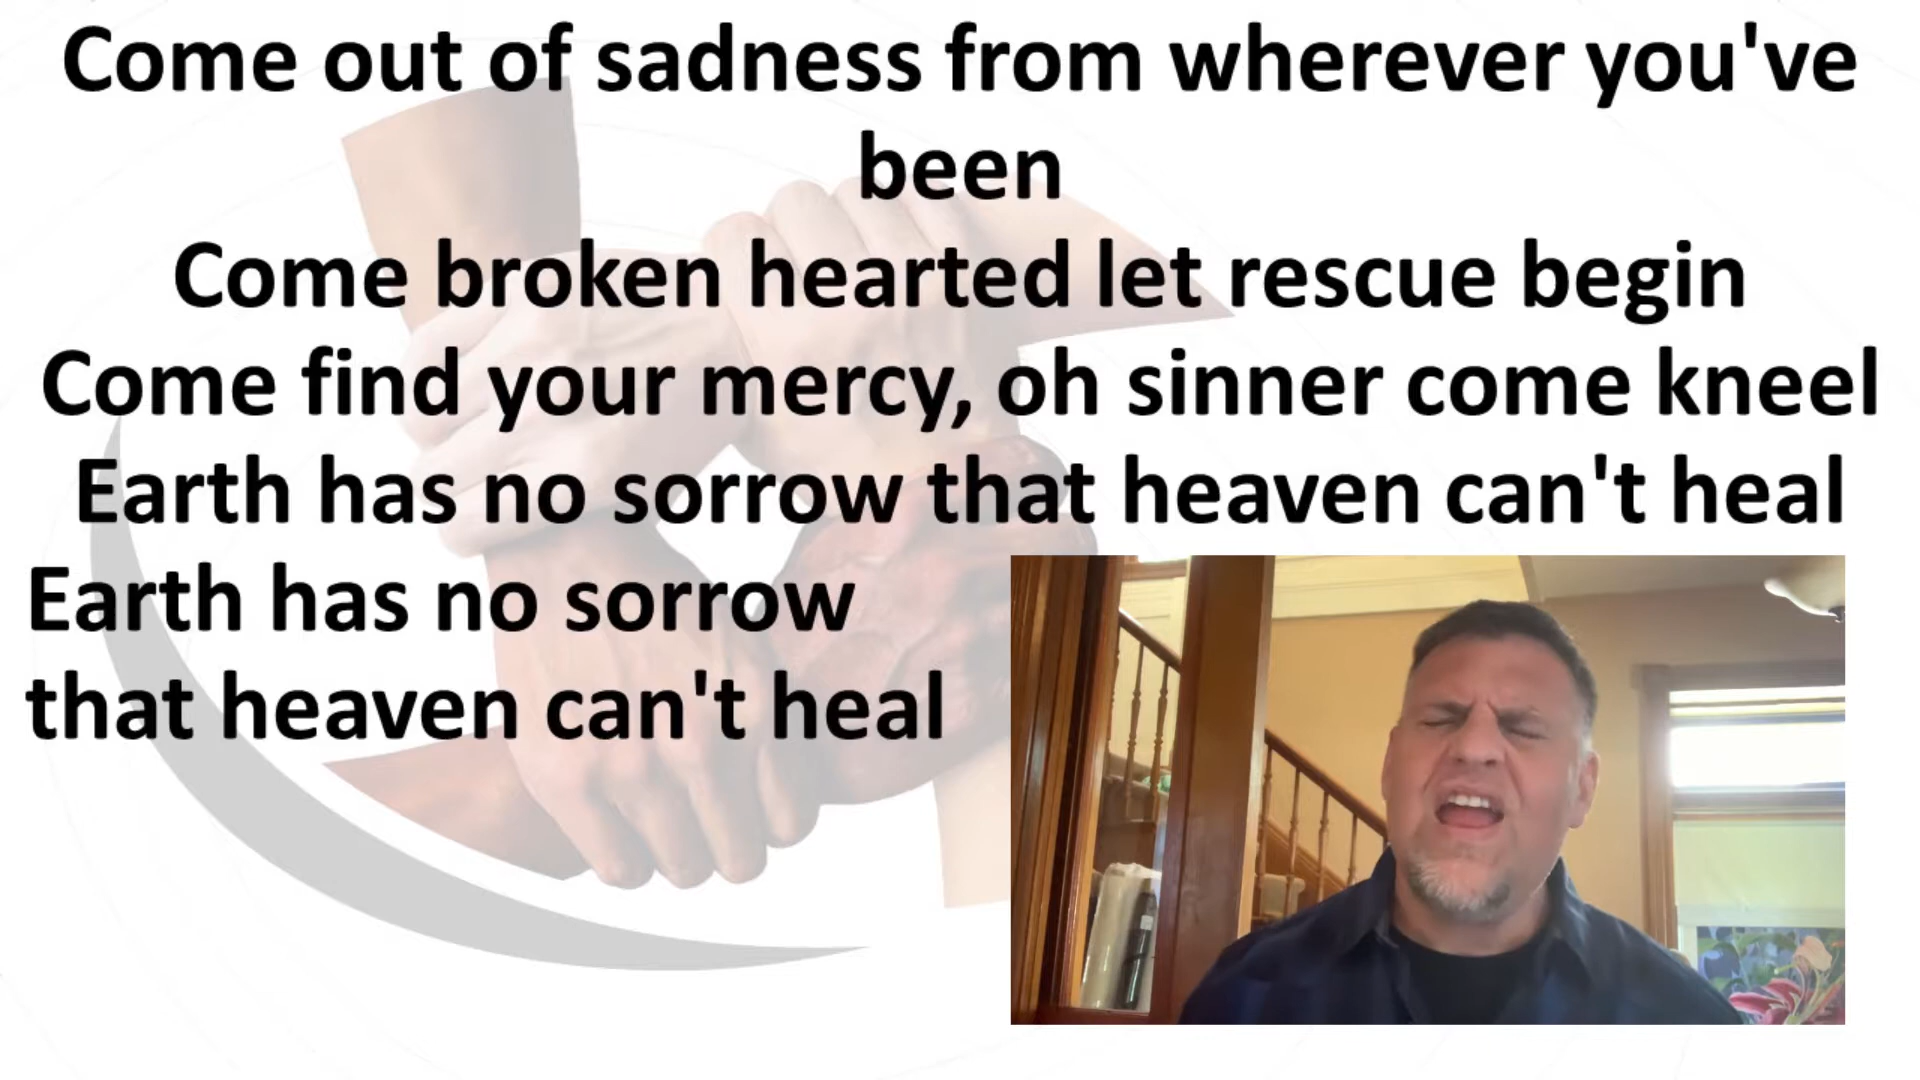 Come out of sadness from wherever you've
been
Come broken hearted let rescue begin
Come find your mercy, oh sinner come kneel
Earth has no sorrow that heaven can't heal
Earth has no sorrow
that heaven can't heal